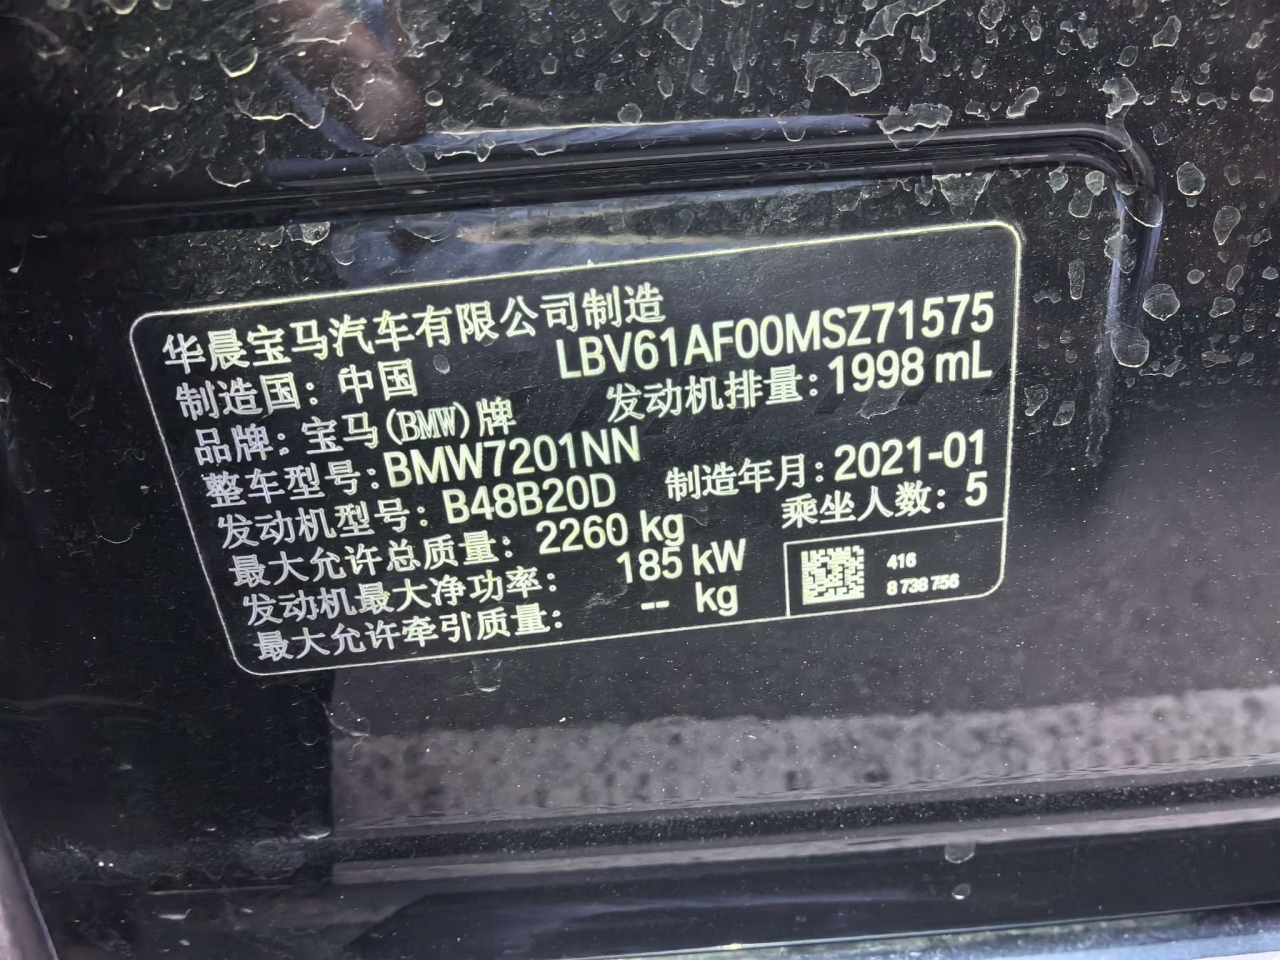 华晨宝马汽车有限公司制造
制造国：中国 LBV61AF00MSZ71575
品牌：宝马(BMW)牌 发动机排量：1998 mL
整车型号：BMW7201NN
发动机型号：B48B20D 制造年月：2021-01
最大允许总质量：2260 kg 乘坐人数：5
发动机最大净功率：185 kW
最大允许牵引质量：-- kg
416
8 738 756